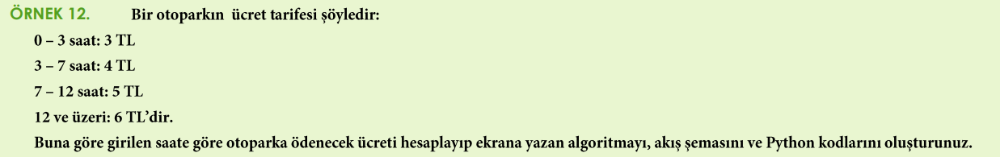 ÖRNEK 12. Bir otoparkın ücret tarifesi şöyledir:
0 – 3 saat: 3 TL
3 – 7 saat: 4 TL
7 – 12 saat: 5 TL
12 ve üzeri: 6 TL’dir.
Buna göre girilen saate göre otoparka ödenecek ücreti hesaplayıp ekrana yazan algoritmayı, akış şemasını ve Python kodlarını oluşturunuz.